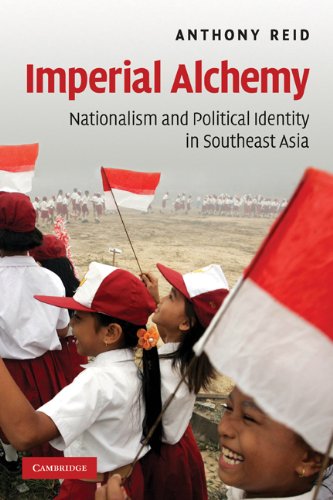 ANTHONY REID
Imperial Alchemy
Nationalism and Political Identity
in Southeast Asia
CAMBRIDGE